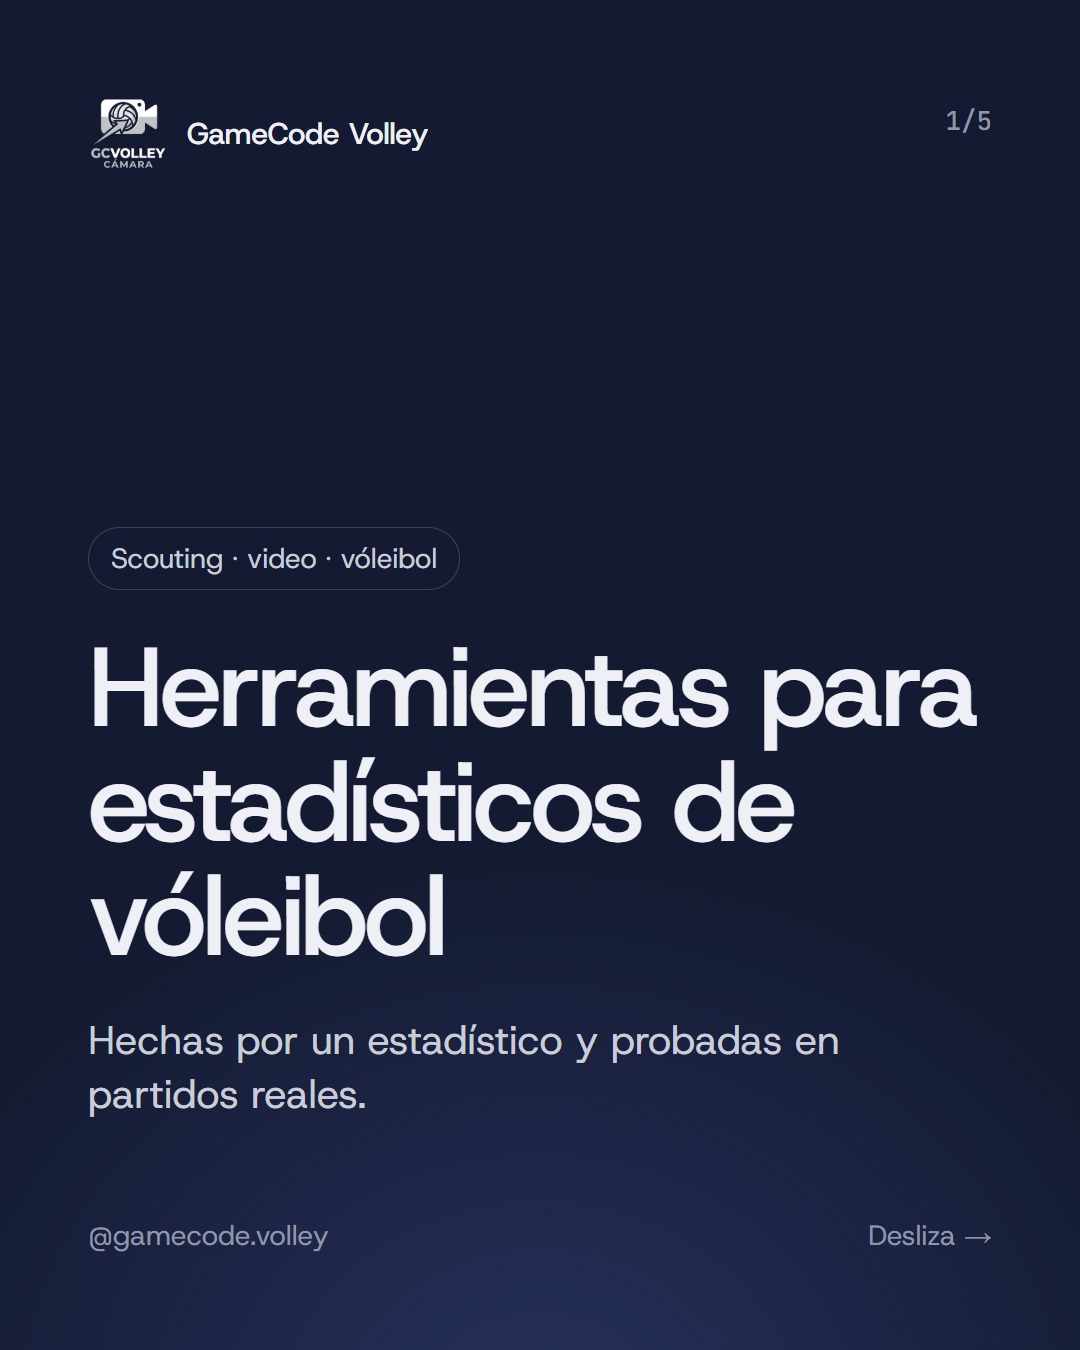 GCVOLLEY
CÁMARA
GameCode Volley
1/5
Scouting · video · vóleibol
Herramientas para
estadísticos de
vóleibol
Hechas por un estadístico y probadas en
partidos reales.
@gamecode.volley
Desliza →